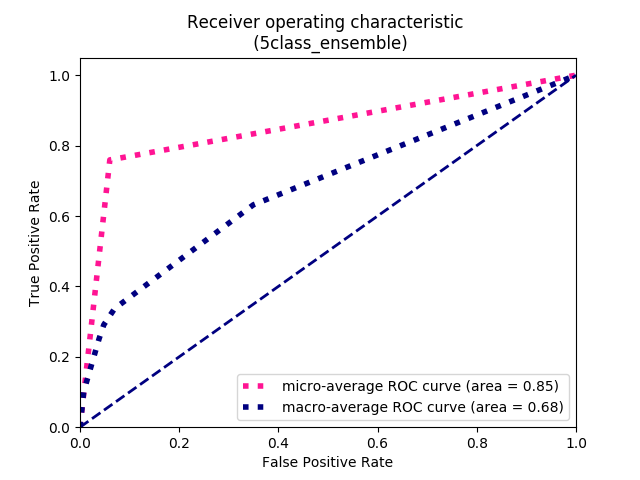 Receiver operating characteristic
(5class_ensemble)
1.0
0.8
0.6
0.4
0.2
0.0
True Positive Rate
micro-average ROC curve (area = 0.85)
macro-average ROC curve (area = 0.68)
0.0 0.2 0.4 0.6 0.8 1.0
False Positive Rate